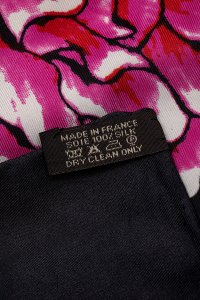 MADE IN FRANCE
SOIE 100% SILK
DRY CLEAN ONLY